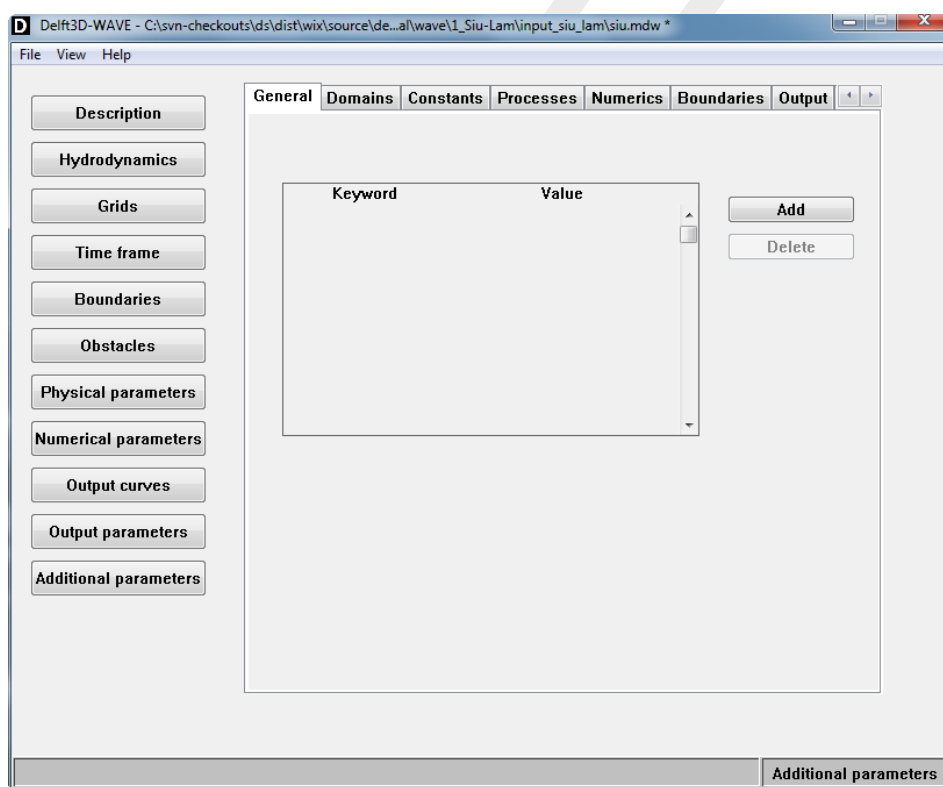 D Delft3D-WAVE - C:\svn-checkouts\ds\dist\wix\source\de...al\wave\1_Siu-Lam\input_siu_lam\siu.mdw *
File View Help
General Domains Constants Processes Numerics Boundaries Output
Description
Hydrodynamics
Grids
Time frame
Boundaries
Obstacles
Physical parameters
Numerical parameters
Output curves
Output parameters
Additional parameters
Keyword Value
Add
Delete
Additional parameters